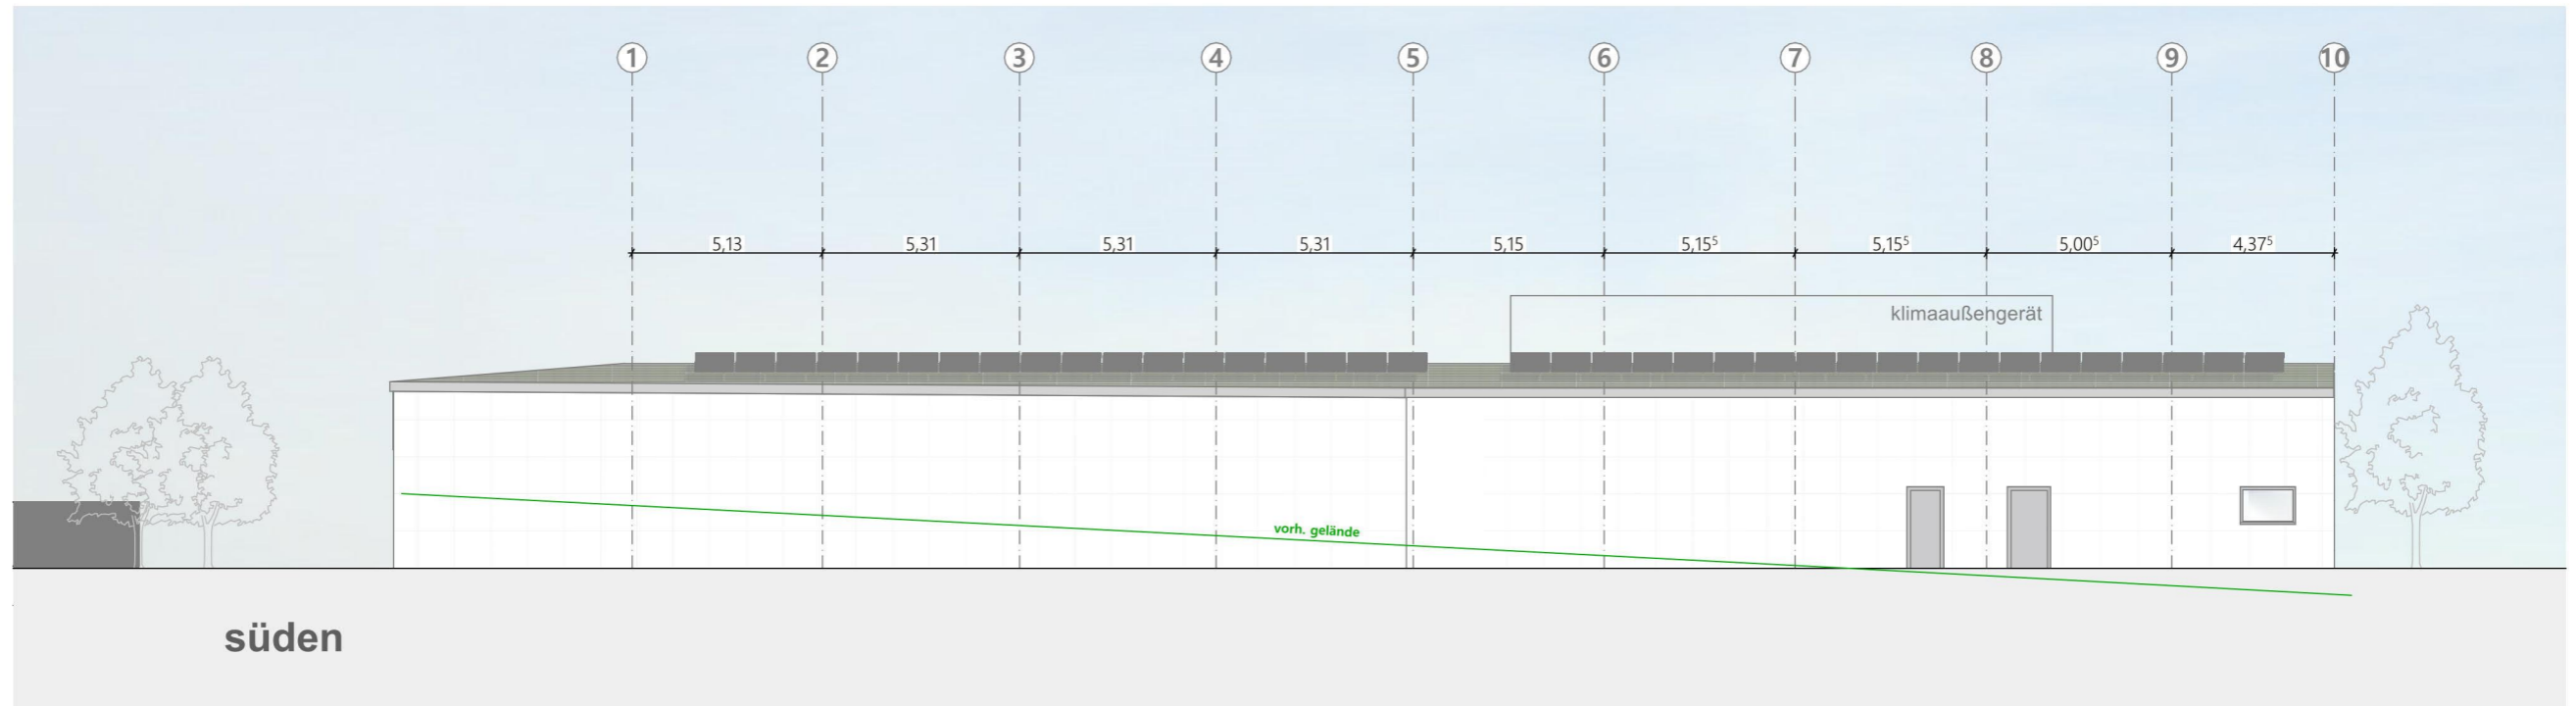 1 2 3 4 5 6 7 8 9 10
5,13 5,31 5,31 5,31 5,15 5,15⁵ 5,15⁵ 5,00⁵ 4,37⁵
klimaaußehgerät
vorh. gelände
süden